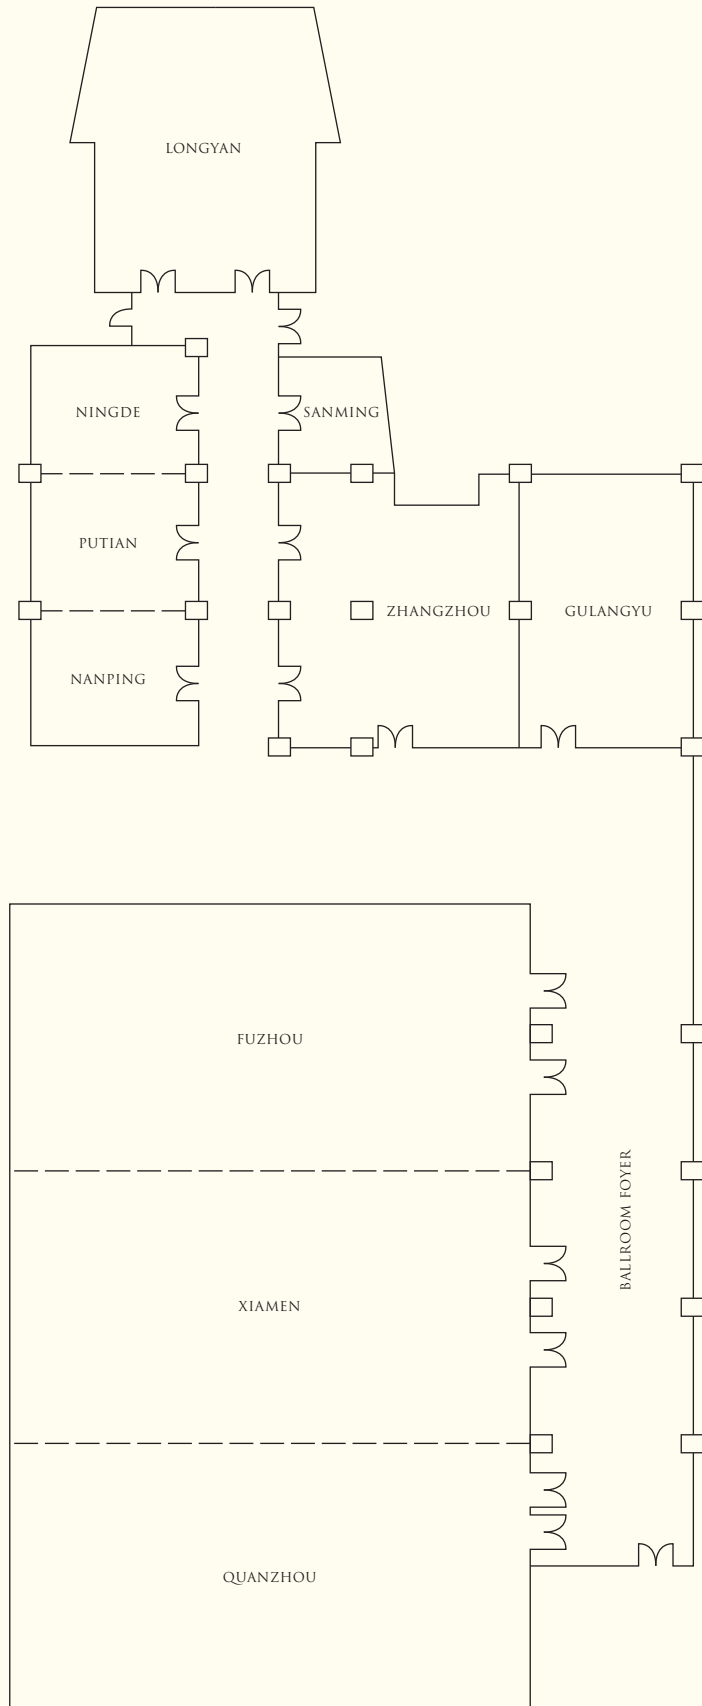 LONGYAN
NINGDE
SANMING
PUTIAN
ZHANGZHOU
GULANGYU
NANPING
FUZHOU
BALLROOM FOYER
XIAMEN
QUANZHOU